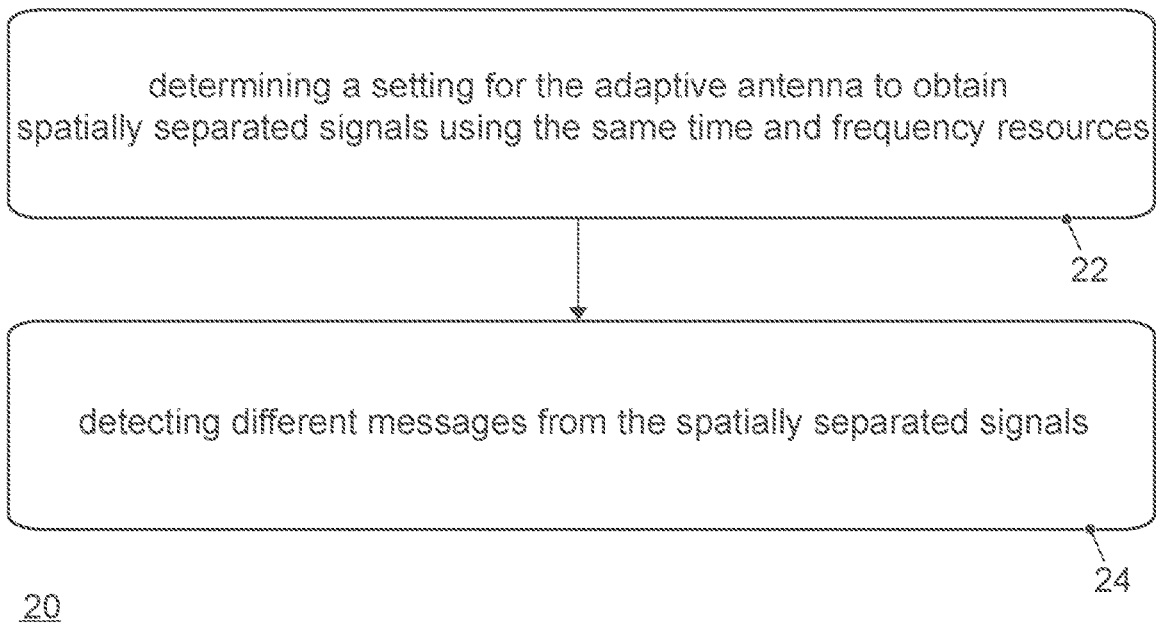 determining a setting for the adaptive antenna to obtain
spatially separated signals using the same time and frequency resources
22
detecting different messages from the spatially separated signals
24
20